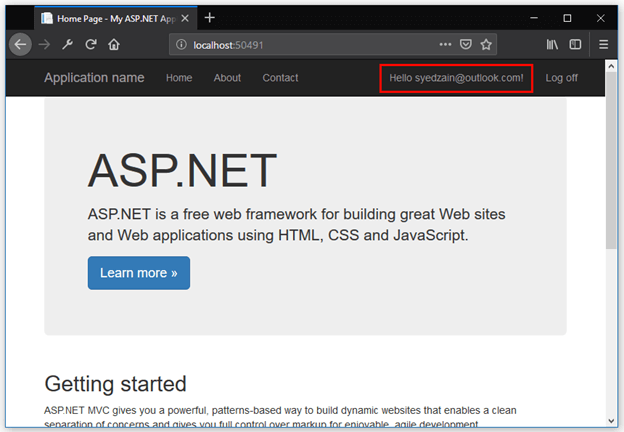 Home Page - My ASP.NET App
localhost:50491
Application name Home About Contact Hello syedzain@outlook.com! Log off
ASP.NET
ASP.NET is a free web framework for building great Web sites
and Web applications using HTML, CSS and JavaScript.
Learn more »
Getting started
ASP.NET MVC gives you a powerful, patterns-based way to build dynamic websites that enables a clean
separation of concerns and gives you full control over markup for enjoyable, agile development.